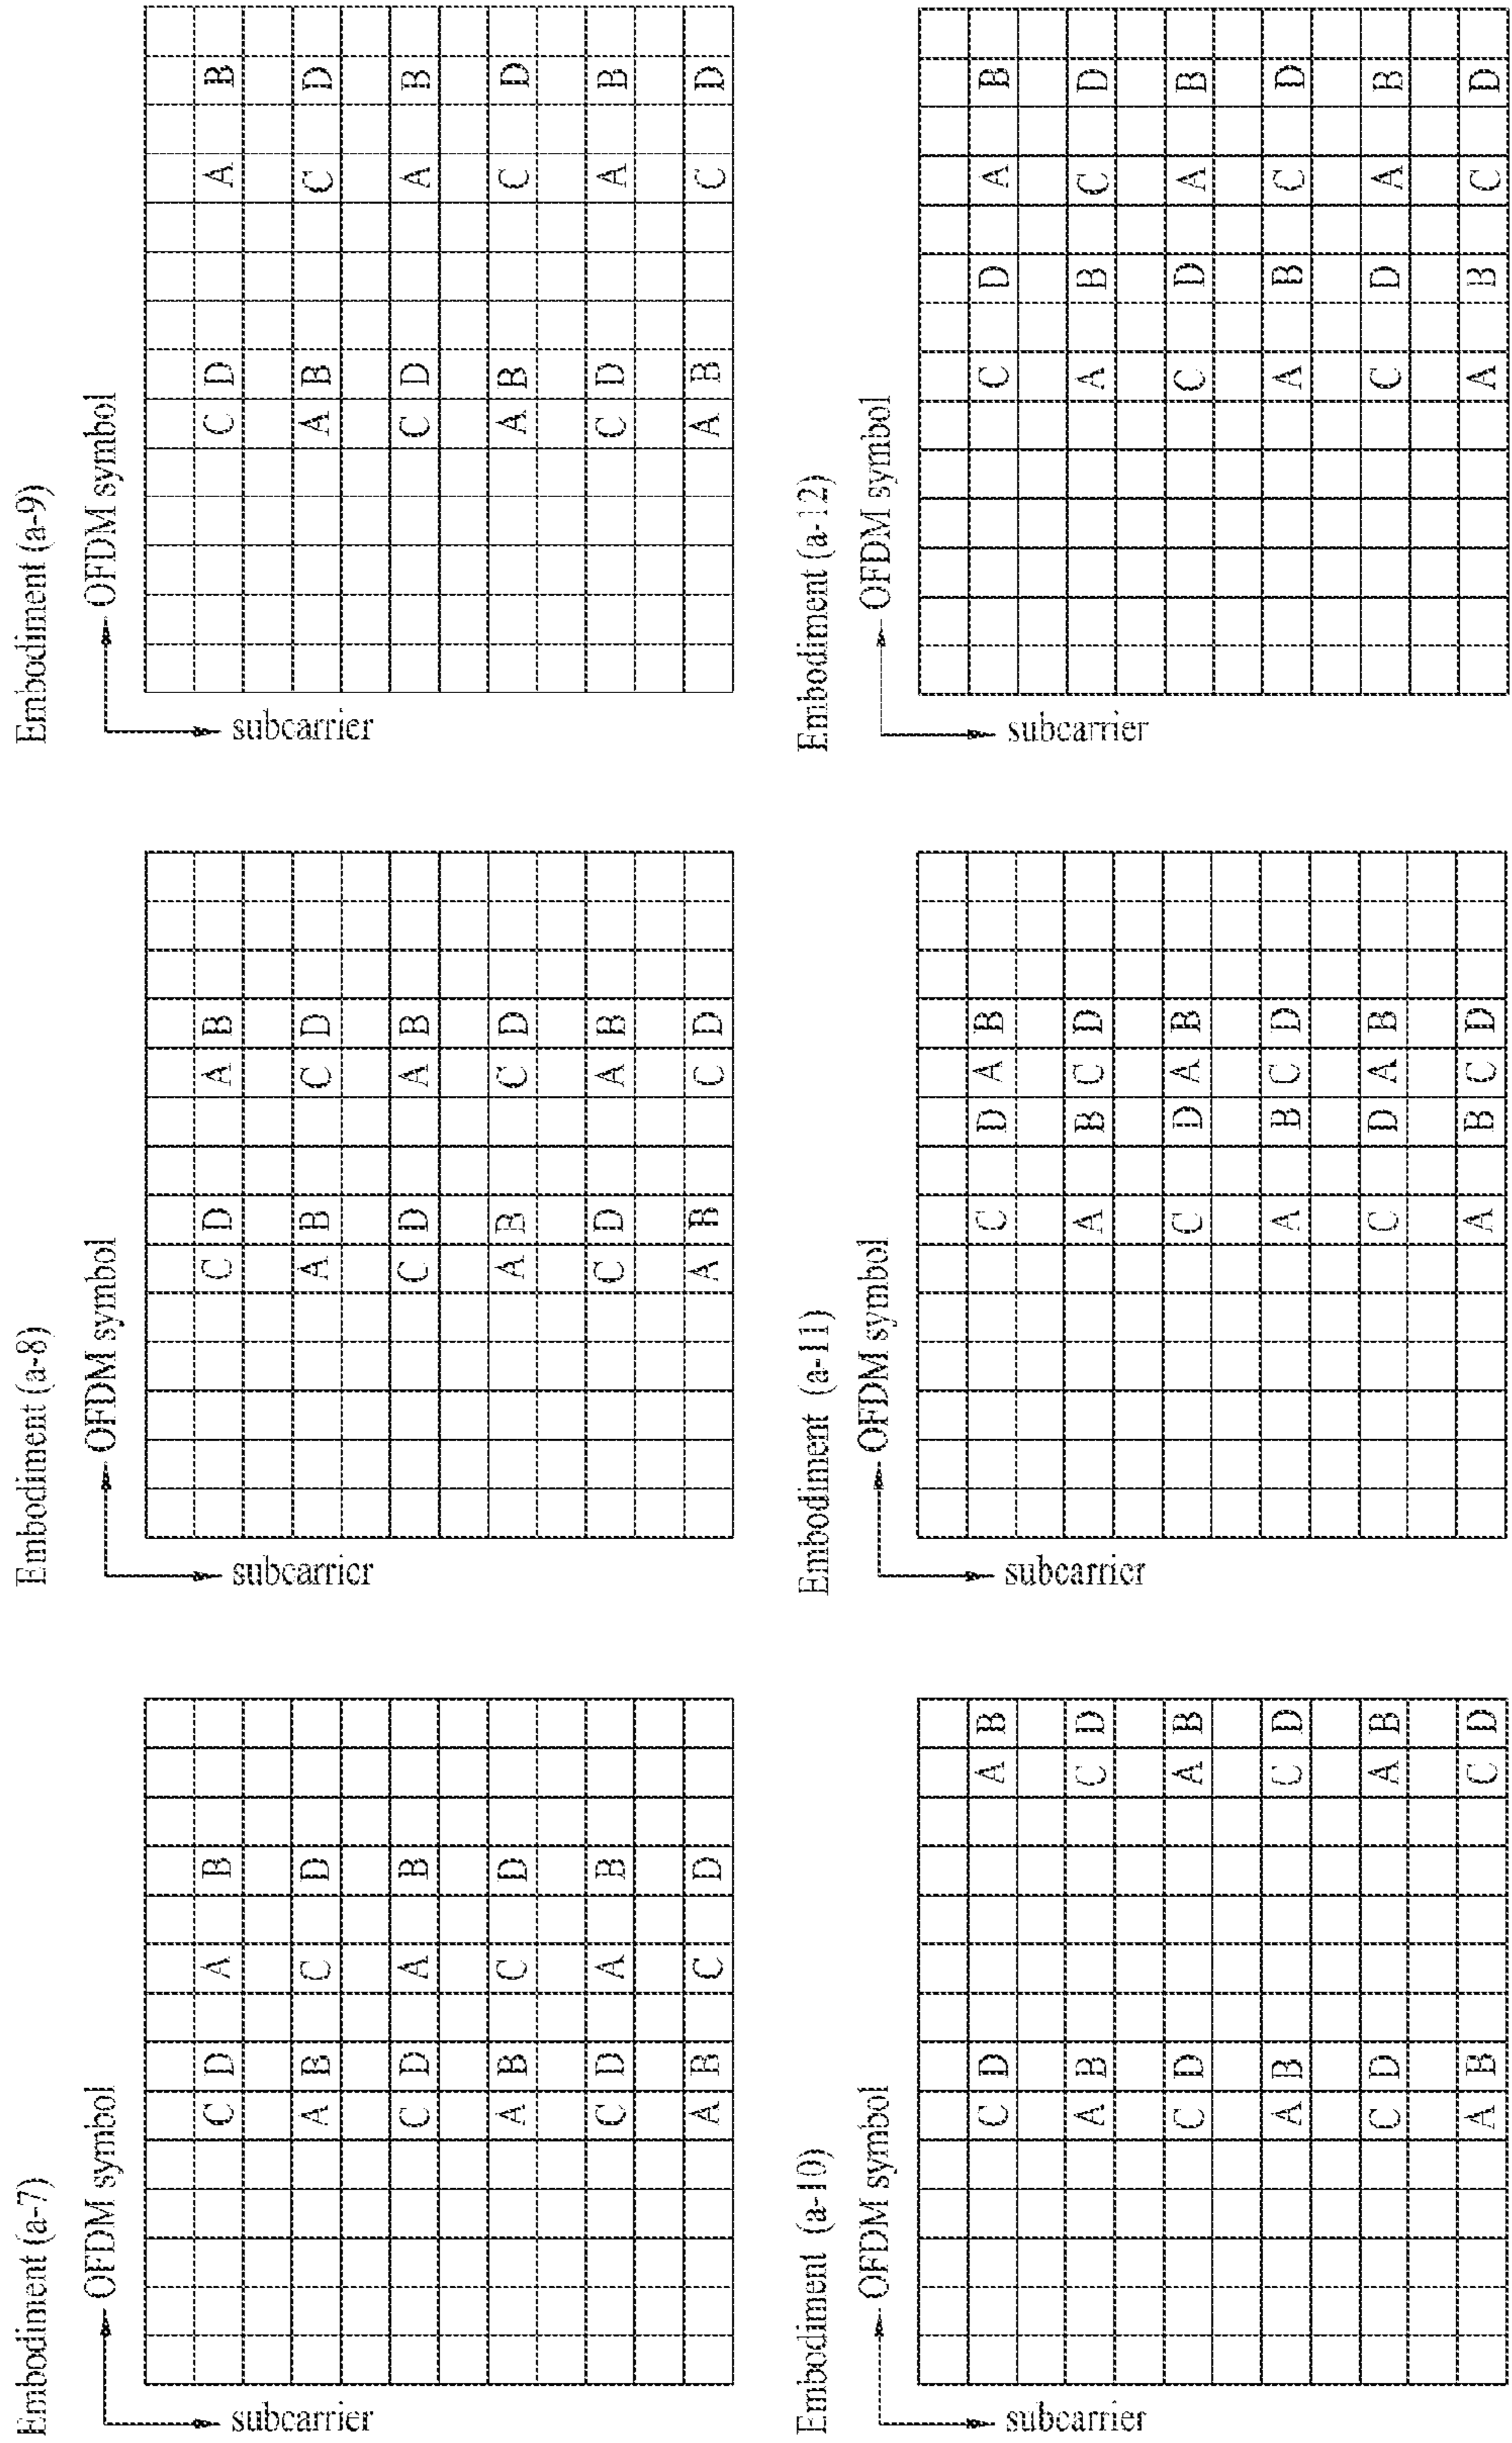 Embodiment (a-7)
OFDM symbol
subcarrier
C D A B
A B C D
C D A B
A B C D
C D A B
A B C D
Embodiment (a-8)
OFDM symbol
subcarrier
C D A B
A B C D
C D A B
A B C D
C D A B
A B C D
Embodiment (a-9)
OFDM symbol
subcarrier
C D A B
A B C D
C D A B
A B C D
C D A B
A B C D
Embodiment (a-10)
OFDM symbol
subcarrier
C D A B
A B C D
C D A B
A B C D
C D A B
A B C D
Embodiment (a-11)
OFDM symbol
subcarrier
C D A B
A B C D
C D A B
A B C D
C D A B
A B C D
Embodiment (a-12)
OFDM symbol
subcarrier
C D A B
A B C D
C D A B
A B C D
C D A B
A B C D